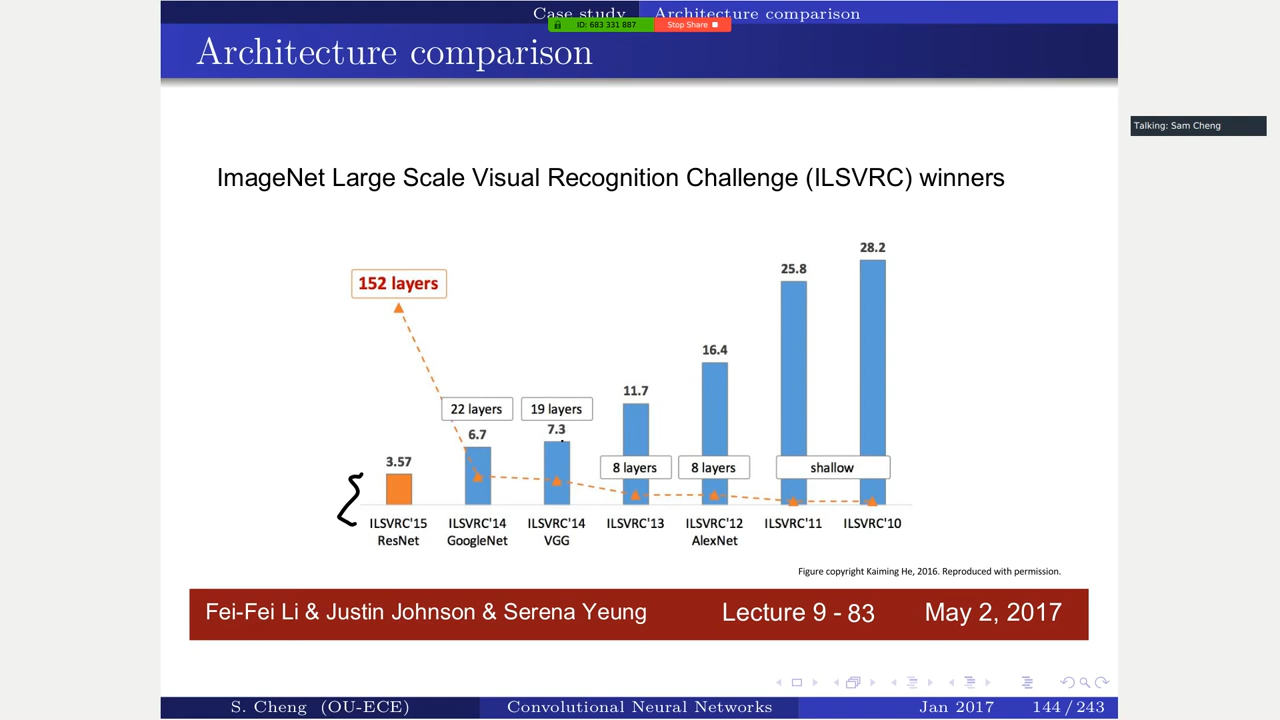 Case study Architecture comparison
ID: 683 331 887 Stop Share
Architecture comparison
Talking: Sam Cheng
ImageNet Large Scale Visual Recognition Challenge (ILSVRC) winners
28.2
25.8
152 layers
16.4
11.7
22 layers 19 layers
6.7 7.3
3.57
8 layers 8 layers shallow
ILSVRC'15 ILSVRC'14 ILSVRC'14 ILSVRC'13 ILSVRC'12 ILSVRC'11 ILSVRC'10
ResNet GoogleNet VGG AlexNet
Figure copyright Kaiming He, 2016. Reproduced with permission.
Fei-Fei Li & Justin Johnson & Serena Yeung Lecture 9 - 83 May 2, 2017
S. Cheng (OU-ECE) Convolutional Neural Networks Jan 2017 144 / 243